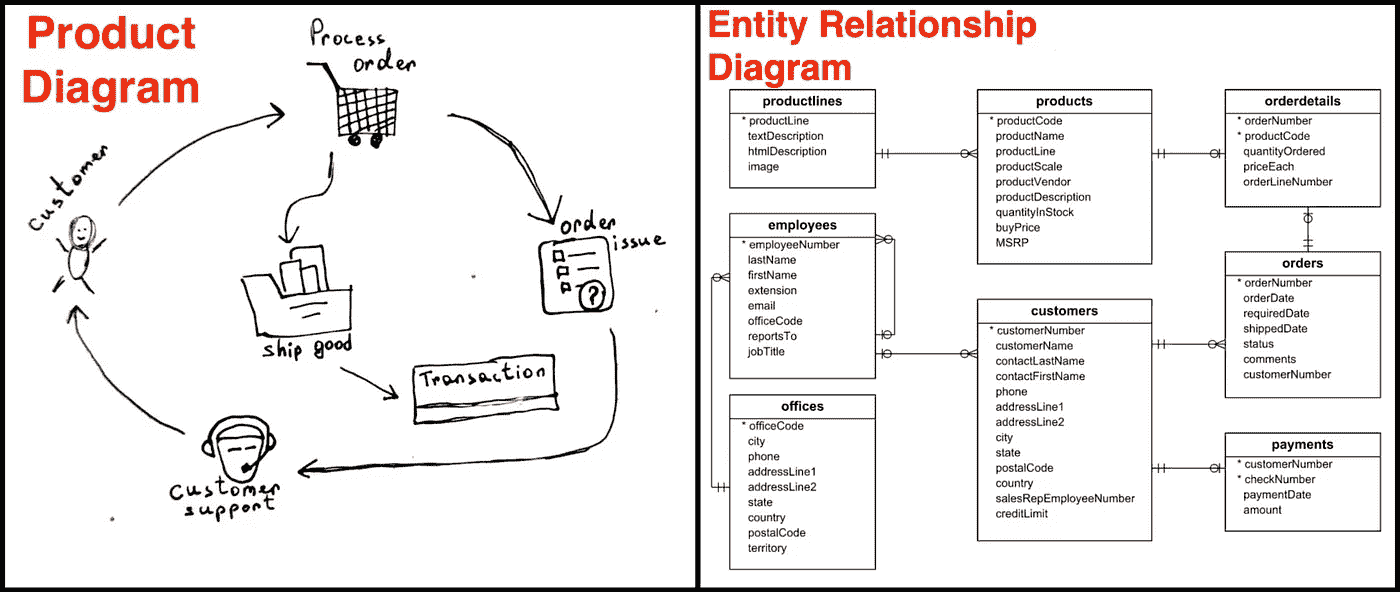 Product
Diagram
Process
order
Customer
order
issue
ship good
Transaction
?
customer
support
Entity Relationship
Diagram
productlines
* productLine
textDescription
htmlDescription
image
products
* productCode
productName
productLine
productScale
productVendor
productDescription
quantityInStock
buyPrice
MSRP
orderdetails
* orderNumber
* productCode
quantityOrdered
priceEach
orderLineNumber
employees
* employeeNumber
lastName
firstName
extension
email
officeCode
reportsTo
jobTitle
customers
* customerNumber
customerName
contactLastName
contactFirstName
phone
addressLine1
addressLine2
city
state
postalCode
country
salesRepEmployeeNumber
creditLimit
orders
* orderNumber
orderDate
requiredDate
shippedDate
status
comments
customerNumber
offices
* officeCode
city
phone
addressLine1
addressLine2
state
country
postalCode
territory
payments
* customerNumber
* checkNumber
paymentDate
amount